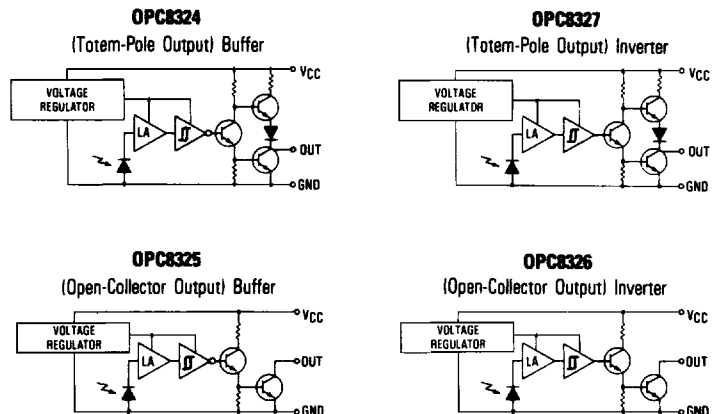 OPC8324
(Totem-Pole Output) Buffer
VOLTAGE
REGULATOR
LA
VCC
OUT
GND
OPC8327
(Totem-Pole Output) Inverter
VOLTAGE
REGULATOR
LA
VCC
OUT
GND
OPC8325
(Open-Collector Output) Buffer
VOLTAGE
REGULATOR
LA
VCC
OUT
GND
OPC8326
(Open-Collector Output) Inverter
VOLTAGE
REGULATOR
LA
VCC
OUT
GND